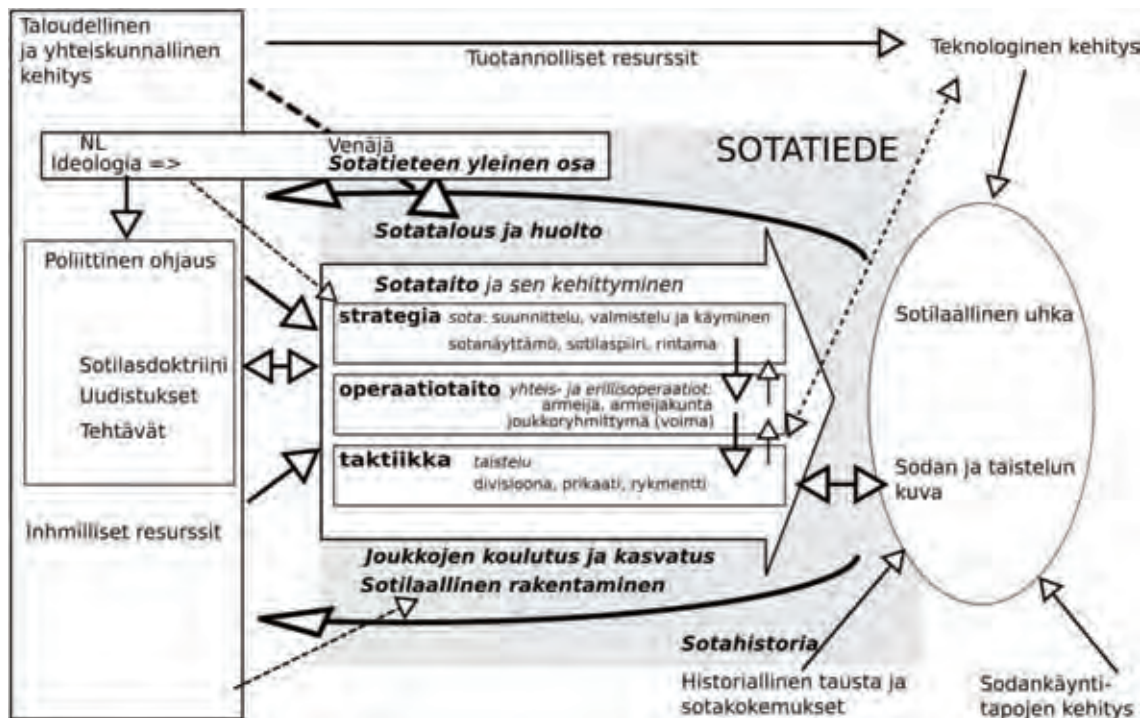 Taloudellinen
ja yhteiskunnallinen
kehitys
Tuotannolliset resurssit
Teknologinen kehitys
NL
Ideologia =>
Venäjä
Sotatieteen yleinen osa
SOTATIEDE
Sotatalous ja huolto
Poliittinen ohjaus
Sotilasdoktriini
Uudistukset
Tehtävät
Sotataito ja sen kehittyminen
strategia sota: suunnittelu, valmistelu ja käyminen
sotanäyttämö, sotilaspiiri, rintama
operaatiotaito yhteis- ja erillisoperaatiot:
armeija, armeijakunta
joukkoryhmittymä (voima)
taktiikka taistelu
divisioona, prikaati, rykmentti
Sotilaallinen uhka
Sodan ja taistelun
kuva
Inhmilliset resurssit
Joukkojen koulutus ja kasvatus
Sotilaallinen rakentaminen
Sotahistoria
Historiallinen tausta ja
sotakokemukset
Sodankäynti-
tapojen kehitys